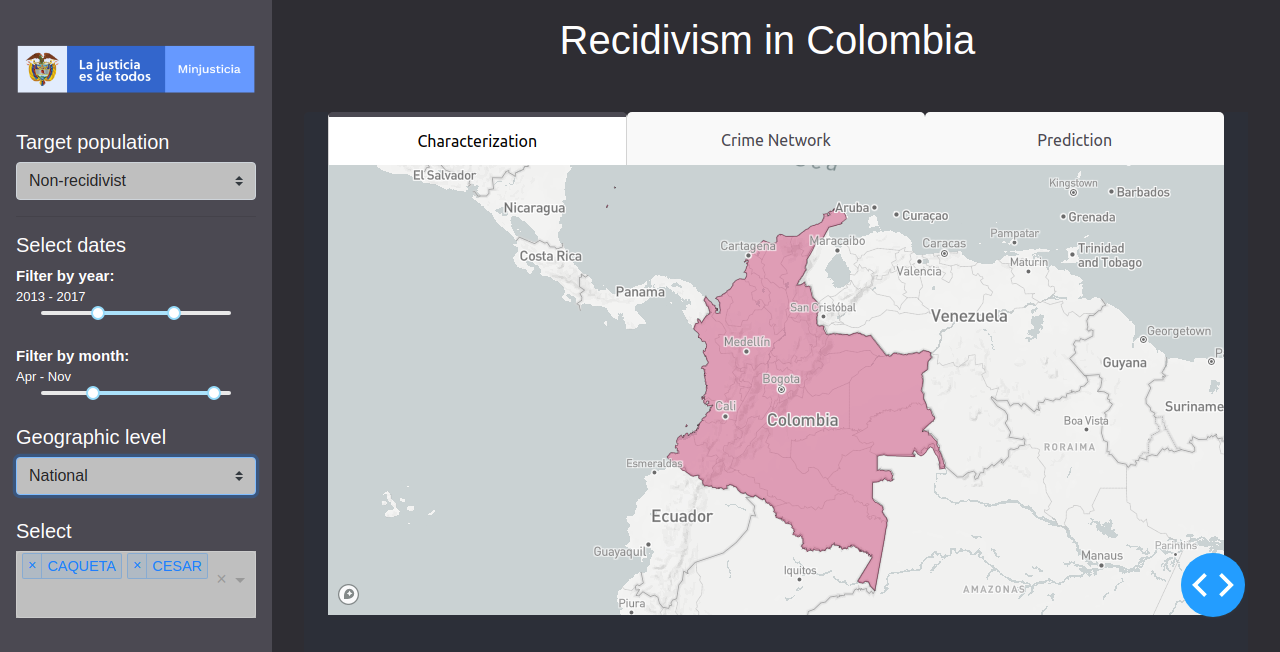 Recidivism in Colombia
La justicia
es de todos
Minjusticia
Target population
Non-recidivist
Select dates
Filter by year:
2013 - 2017
Filter by month:
Apr - Nov
Geographic level
National
Select
× CAQUETA × CESAR ×
Characterization
Crime Network
Prediction
El Salvador
Nicaragua
Costa Rica
Panama
Aruba
Curaçao
Kingstown
Barbados
Grenada
Cartagena
Maracaibo
Caracas
Pampatar
Trinidad
and Tobago
Valencia
Maturin
San Cristóbal
Venezuela
Georgetown
Medellín
Guyana
Bogota
Cali
Colombia
Suriname
Boa Vista
RORAIMA
Esmeraldas
Ecuador
Guayaquil
Iquitos
Manaus
Parintins
AMAZONAS
Piura